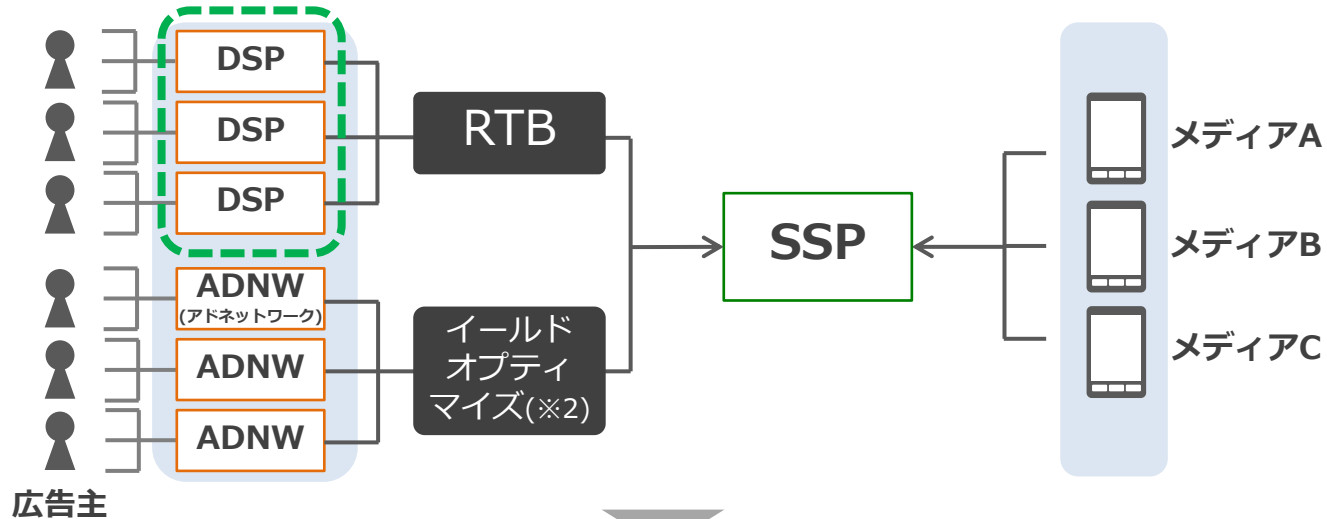 DSP
DSP
DSP
ADNW
(アドネットワーク)
ADNW
ADNW
広告主
RTB
イールド
オプティ
マイズ(※2)
SSP
メディアA
メディアB
メディアC